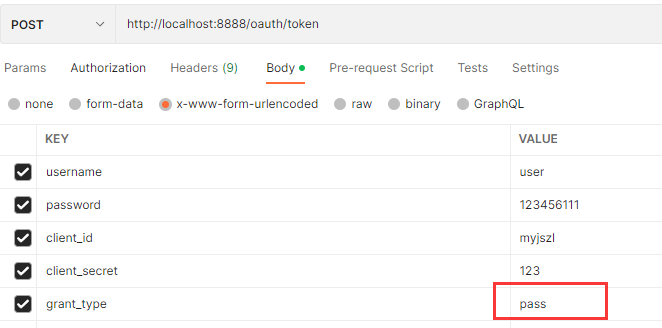 POST http://localhost:8888/oauth/token
Params Authorization Headers (9) Body Pre-request Script Tests Settings
none form-data x-www-form-urlencoded raw binary GraphQL
KEY VALUE
username user
password 123456111
client_id myjszl
client_secret 123
grant_type pass